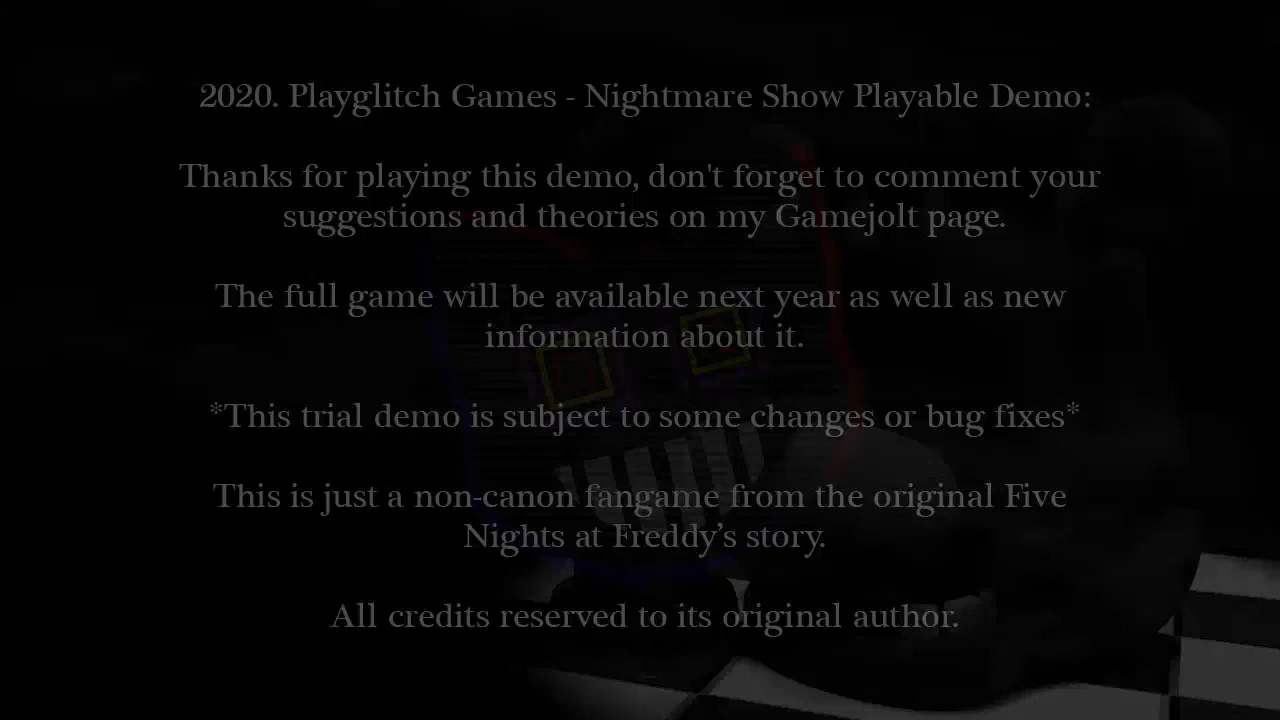 2020. Playglitch Games - Nightmare Show Playable Demo:
Thanks for playing this demo, don't forget to comment your
suggestions and theories on my Gamejolt page.
The full game will be available next year as well as new
information about it.
*This trial demo is subject to some changes or bug fixes*
This is just a non-canon fangame from the original Five
Nights at Freddy’s story.
All credits reserved to its original author.